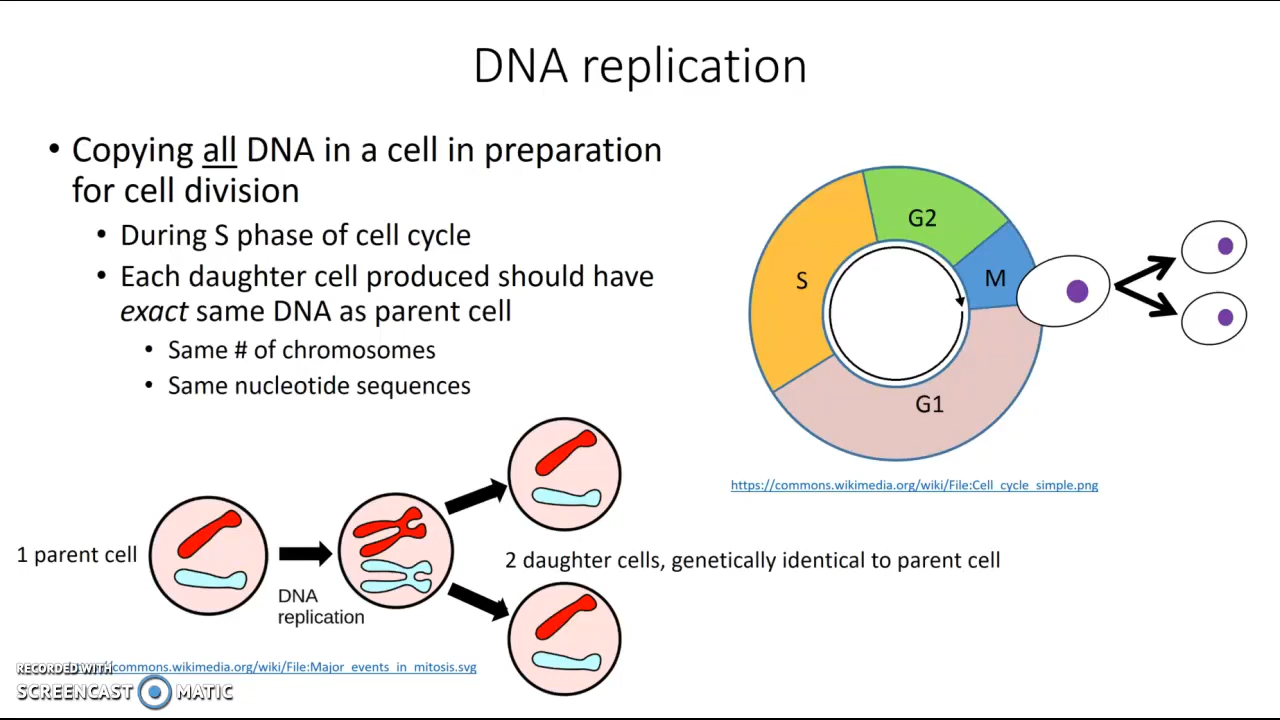 DNA replication
• Copying all DNA in a cell in preparation
for cell division
• During S phase of cell cycle
• Each daughter cell produced should have
exact same DNA as parent cell
• Same # of chromosomes
• Same nucleotide sequences
G2
S
M
G1
https://commons.wikimedia.org/wiki/File:Cell_cycle_simple.png
1 parent cell
DNA
replication
2 daughter cells, genetically identical to parent cell
commons.wikimedia.org/wiki/File:Major_events_in_mitosis.svg
RECORDED WITH
SCREENCAST MATIC